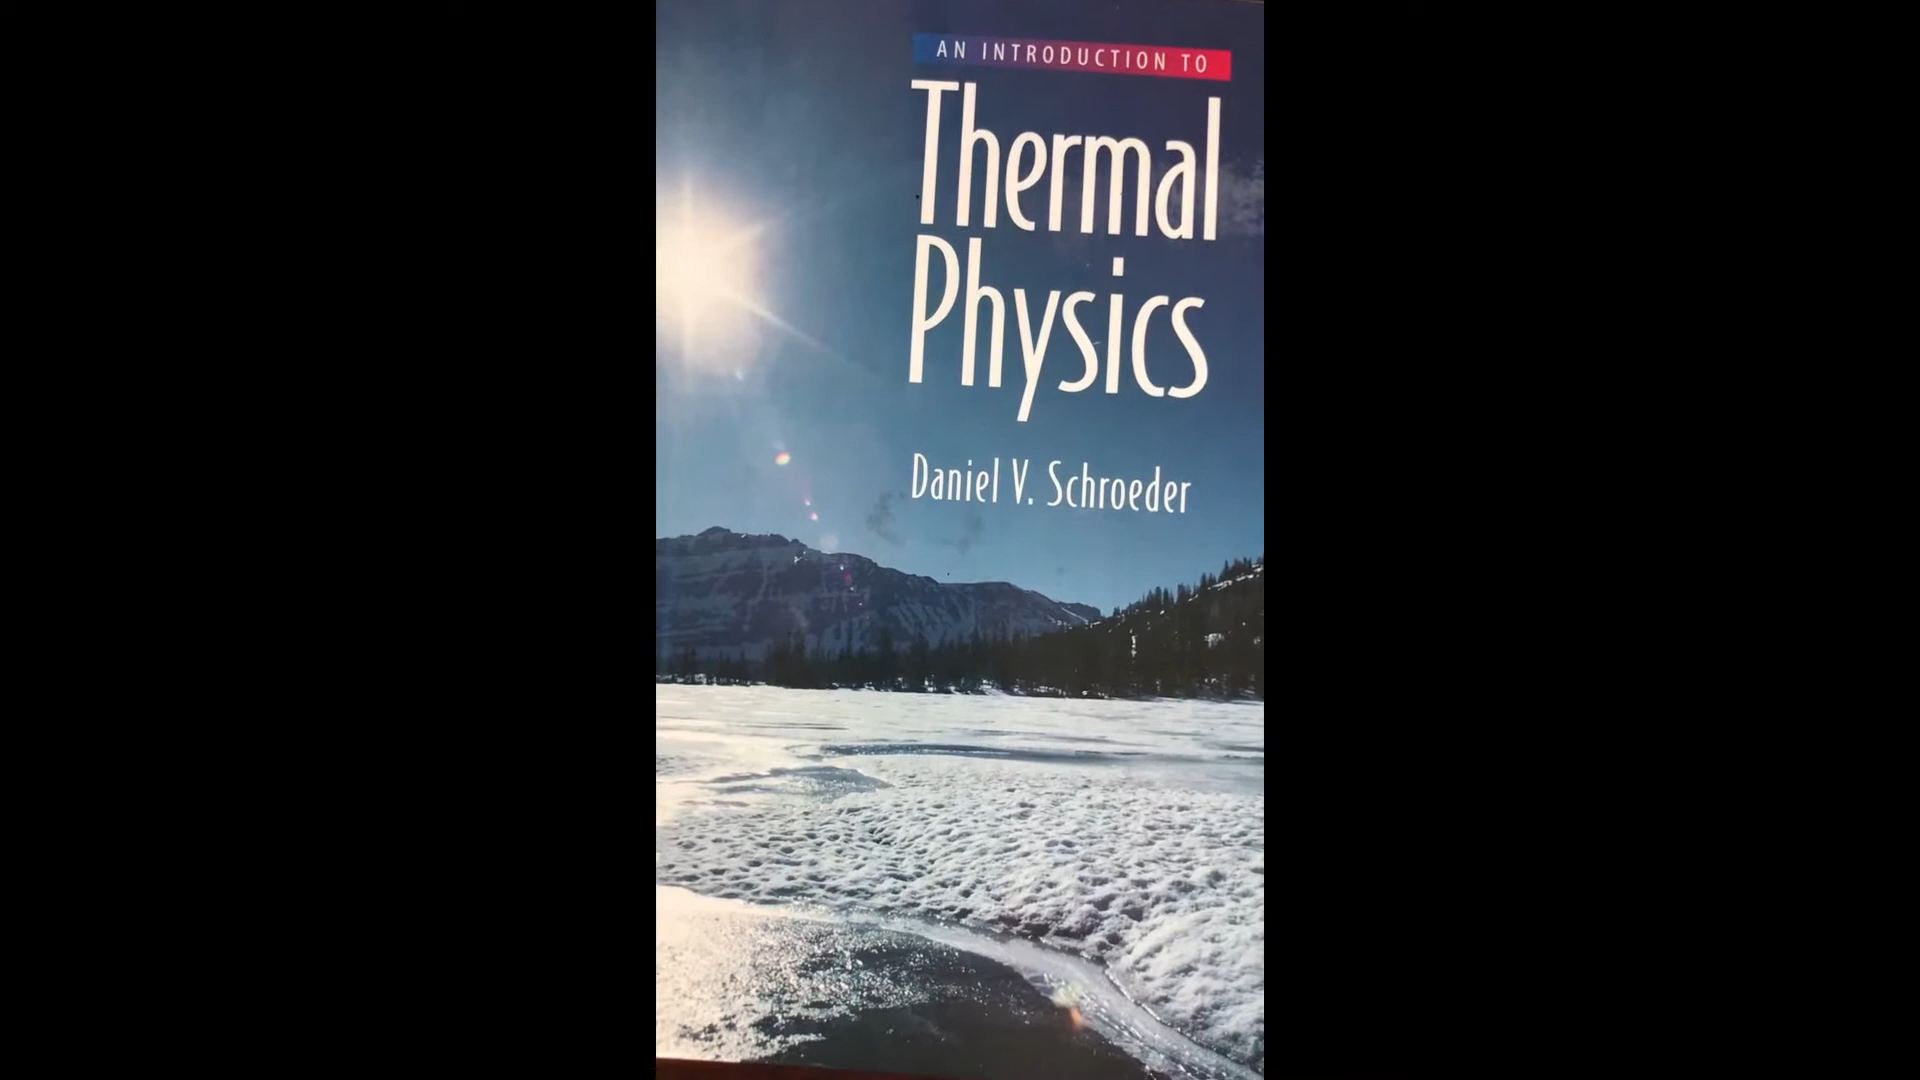 AN INTRODUCTION TO
Thermal
Physics
Daniel V. Schroeder